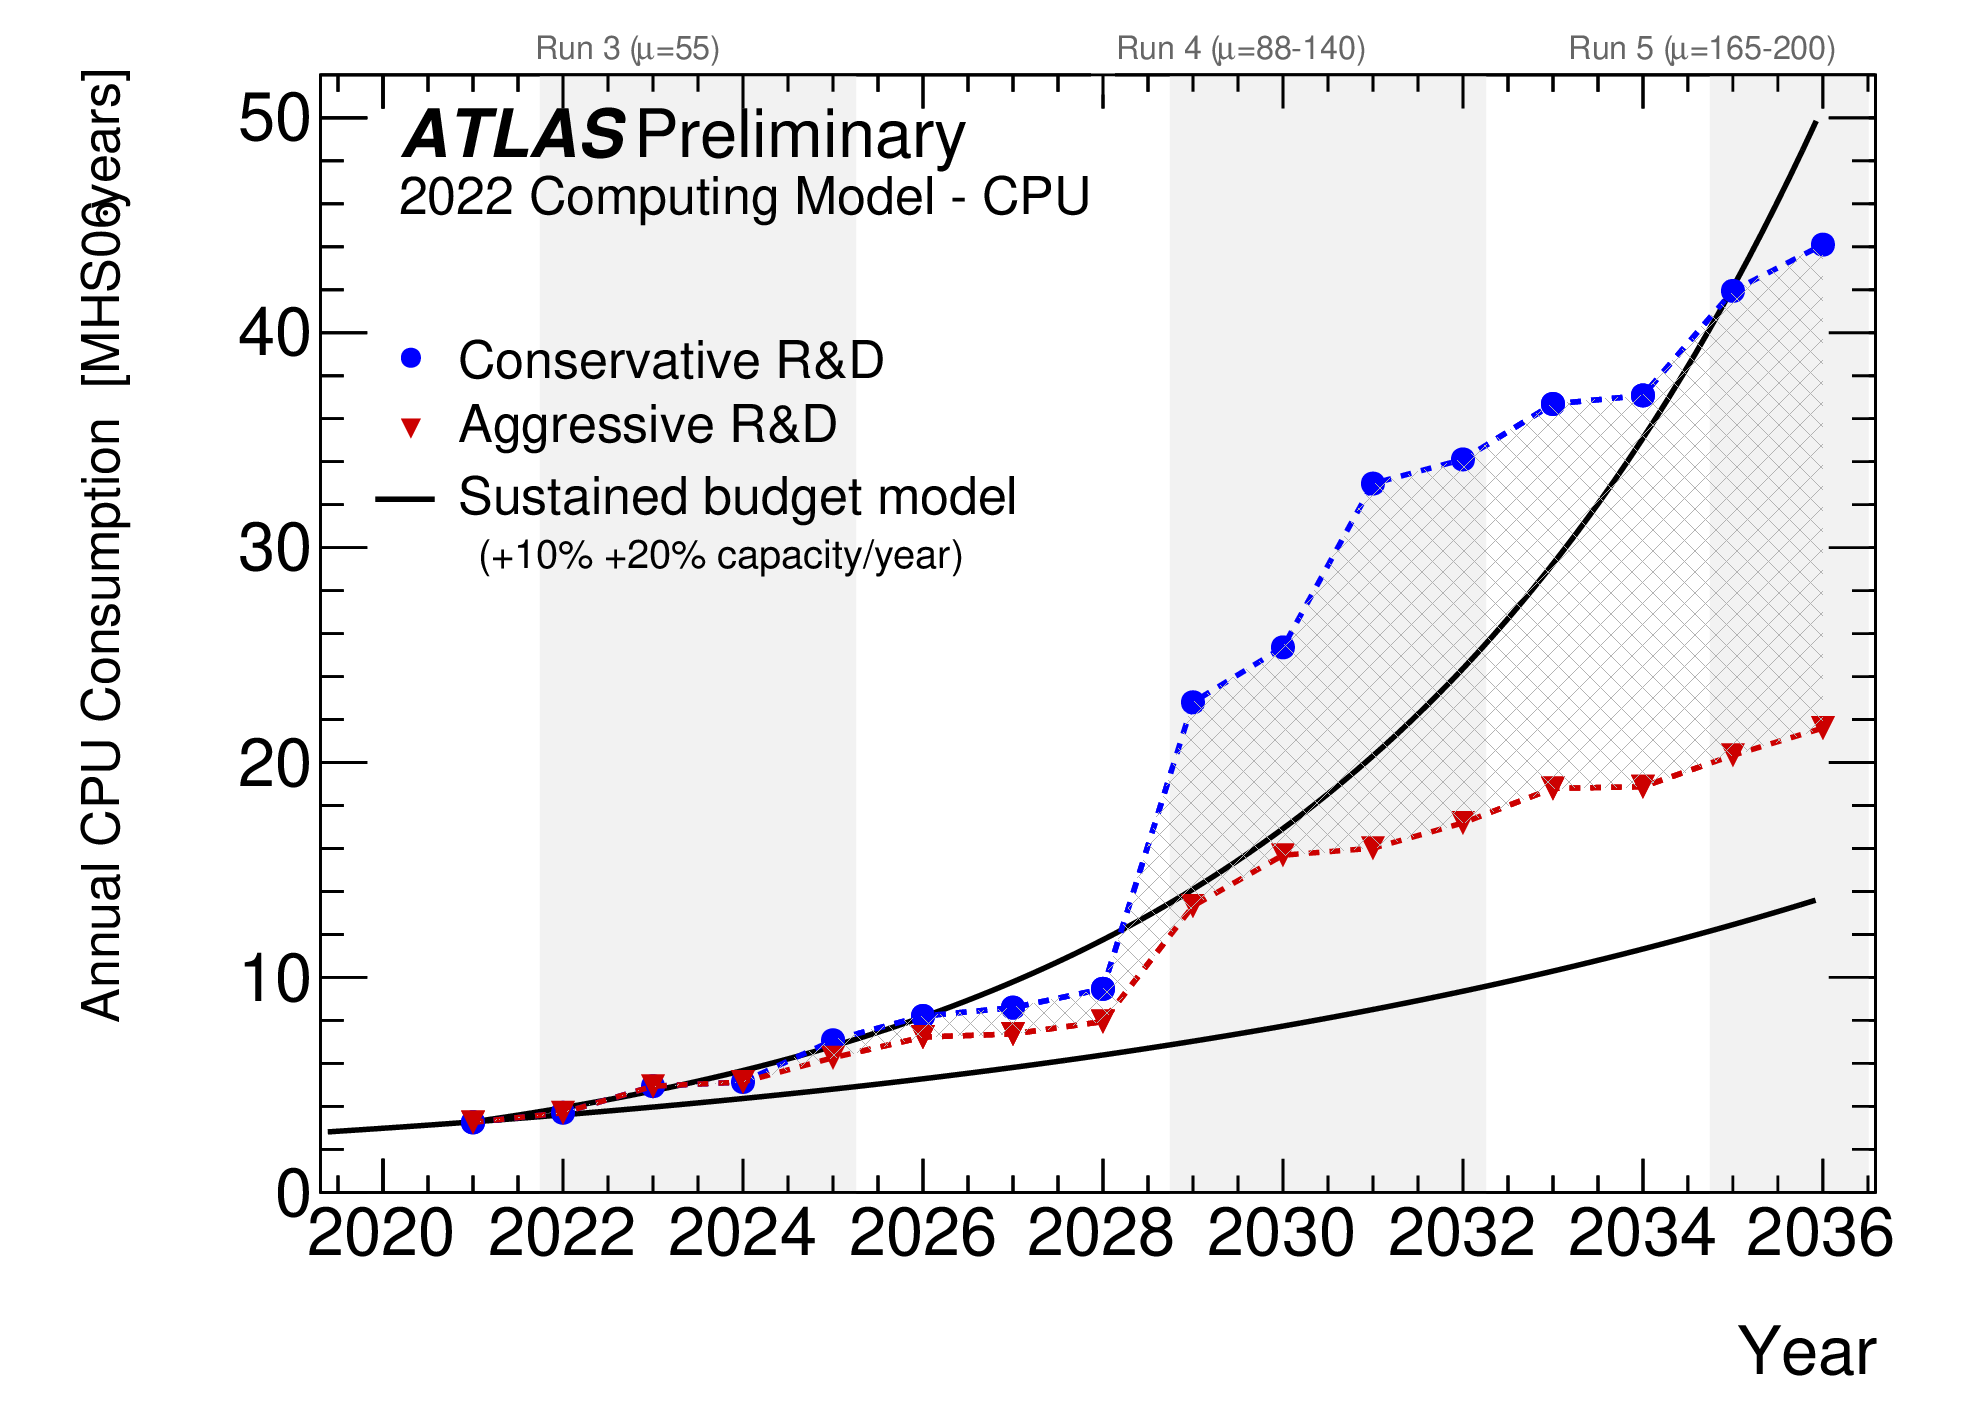 Run 3 (μ=55)
Run 4 (μ=88-140)
Run 5 (μ=165-200)
ATLAS Preliminary
2022 Computing Model - CPU
Conservative R&D
Aggressive R&D
Sustained budget model
(+10% +20% capacity/year)
Annual CPU Consumption [MHS06years]
50
40
30
20
10
0
2020 2022 2024 2026 2028 2030 2032 2034 2036
Year